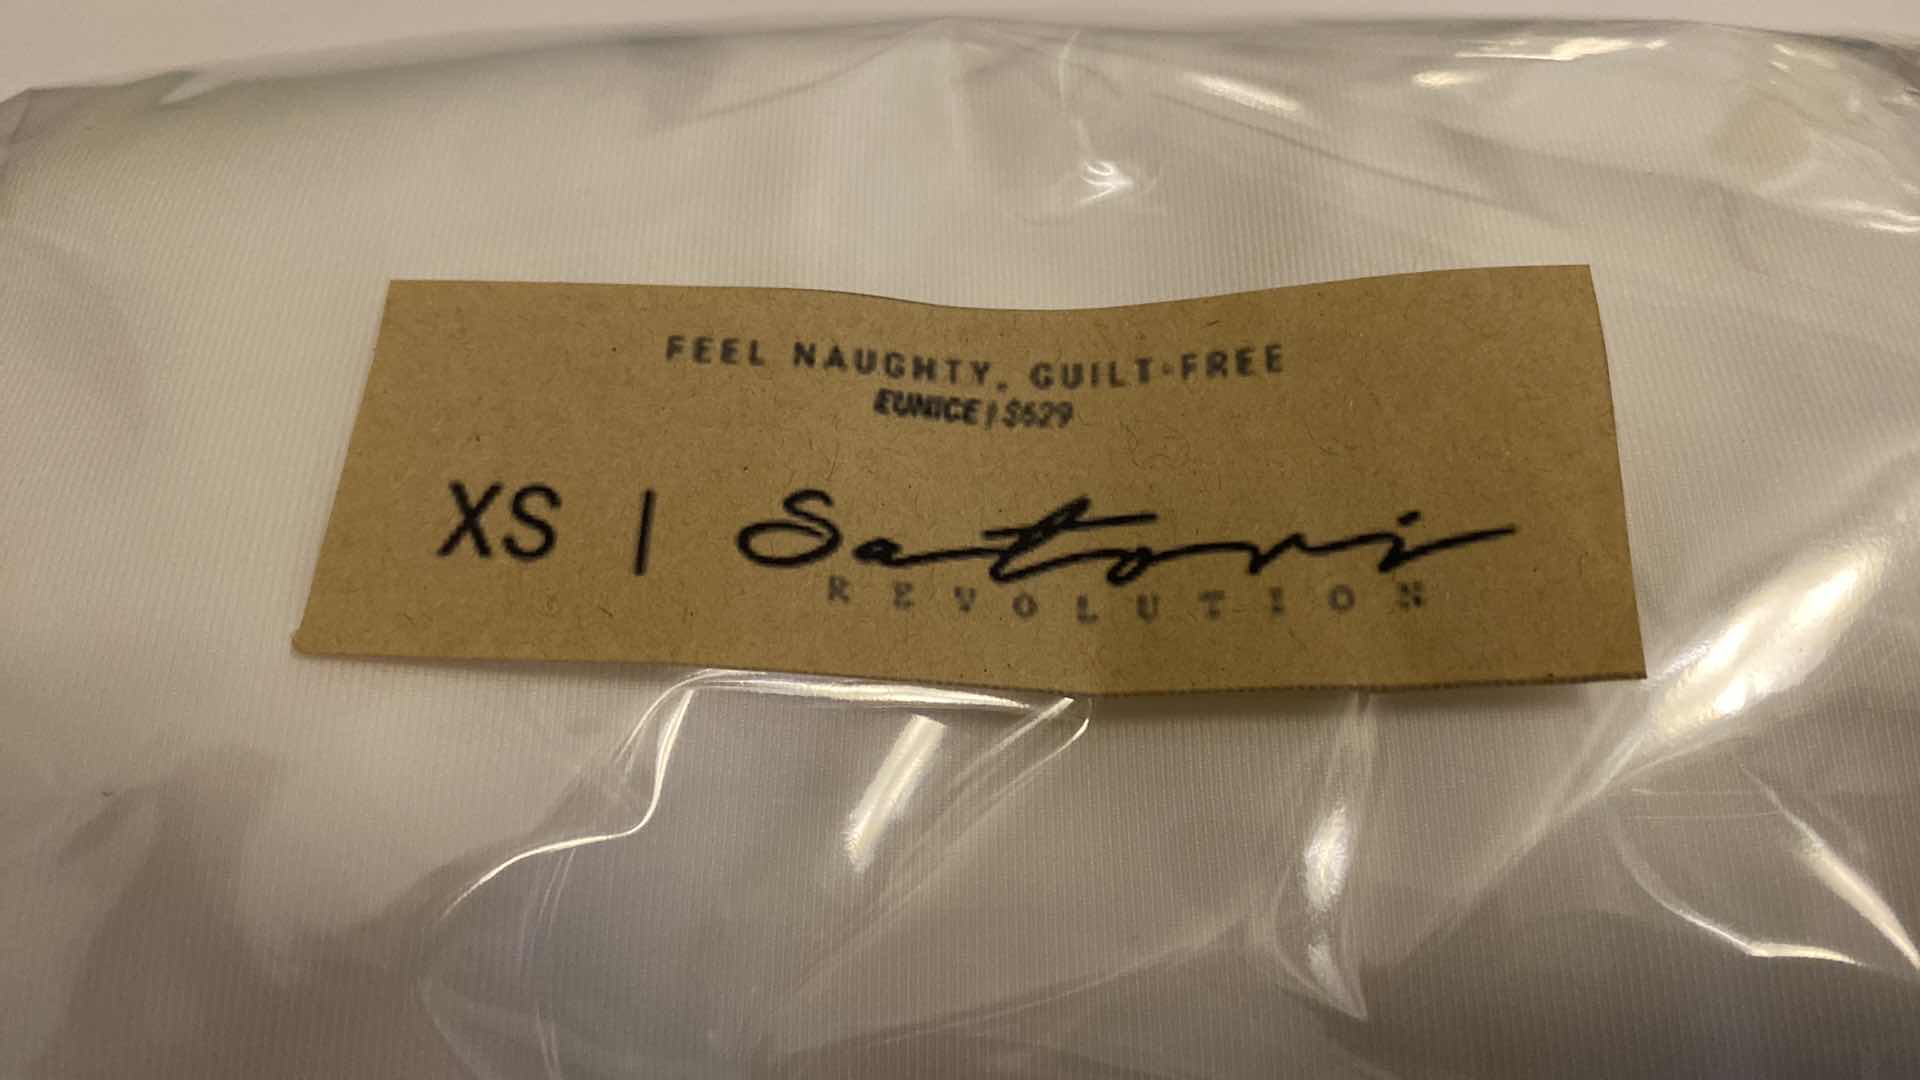 FEEL NAUGHTY, GUILT-FREE
EUNICE | S629
XS | Satori
REVOLUTION